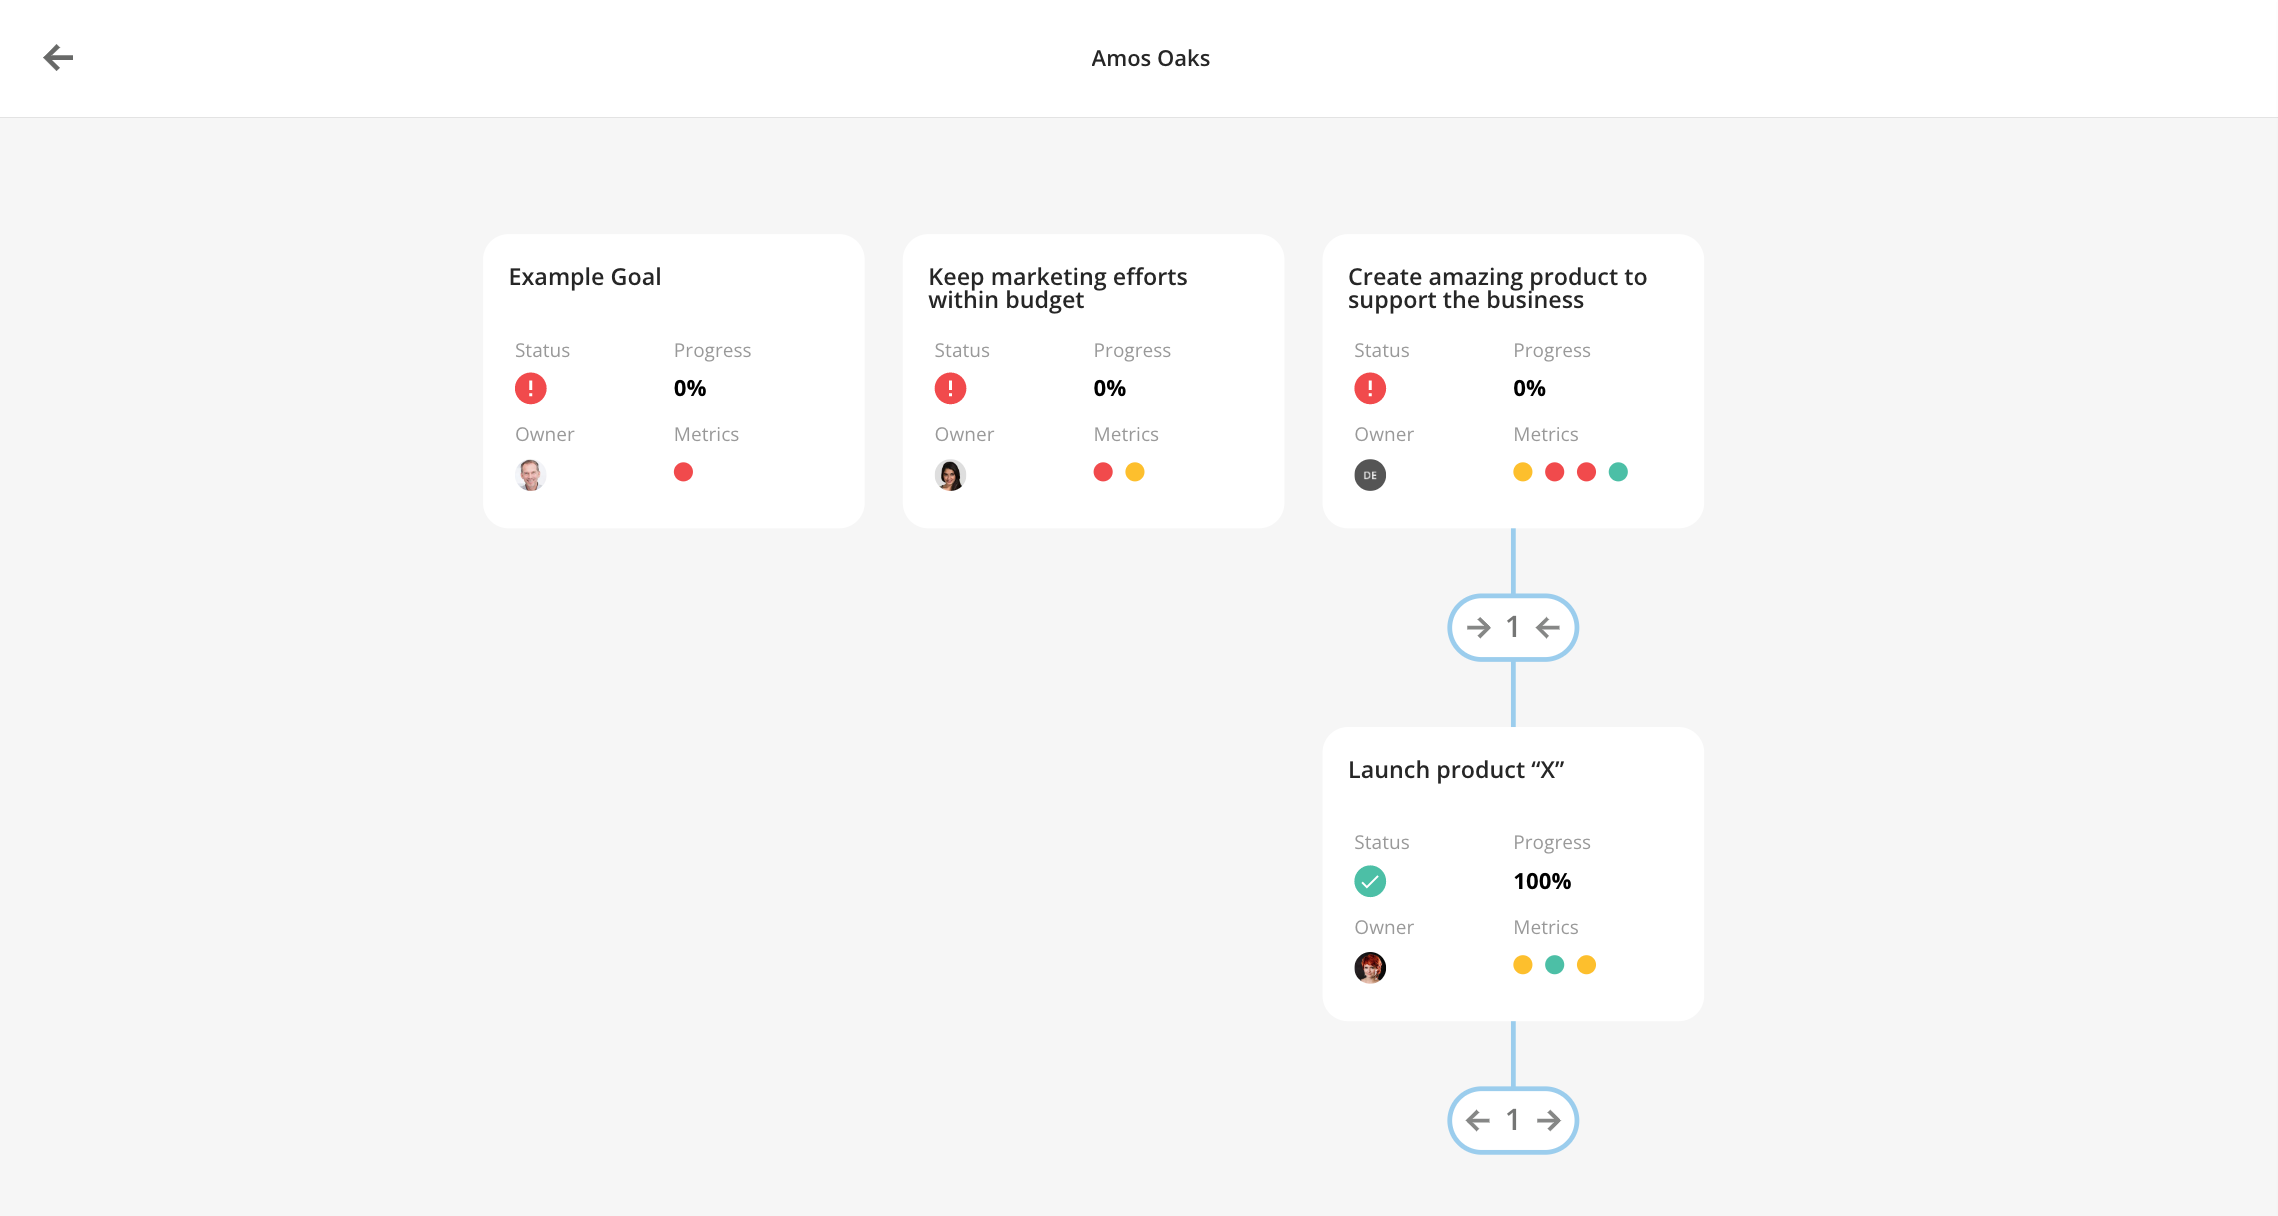 Amos Oaks
Example Goal
Status
Progress
0%
Owner
Metrics
Keep marketing efforts
within budget
Status
Progress
0%
Owner
Metrics
Create amazing product to
support the business
Status
Progress
0%
Owner
Metrics
DE
1
Launch product “X”
Status
Progress
100%
Owner
Metrics
1